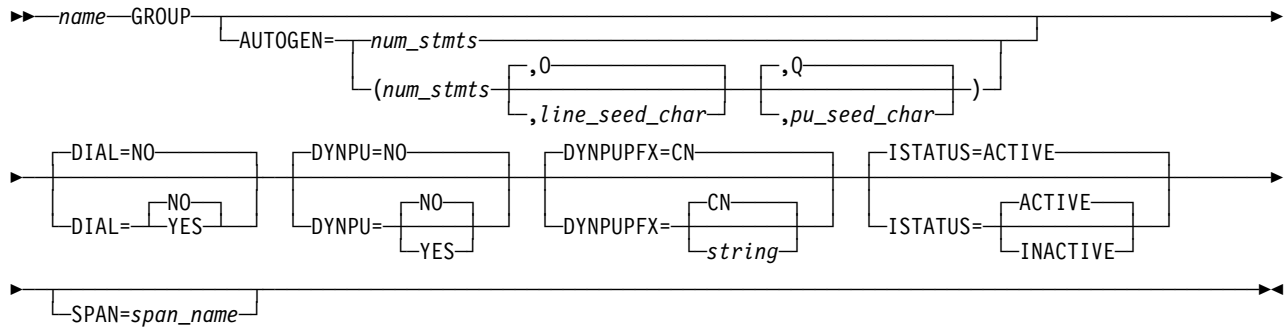 name GROUP
AUTOGEN= num_stmts
,O ,Q
(num_stmts )
,line_seed_char ,pu_seed_char
DIAL=NO DYNPU=NO DYNPUPFX=CN ISTATUS=ACTIVE
NO NO CN ACTIVE
DIAL= YES DYNPU= DYNPUPFX= ISTATUS=
YES string INACTIVE
SPAN=span_name